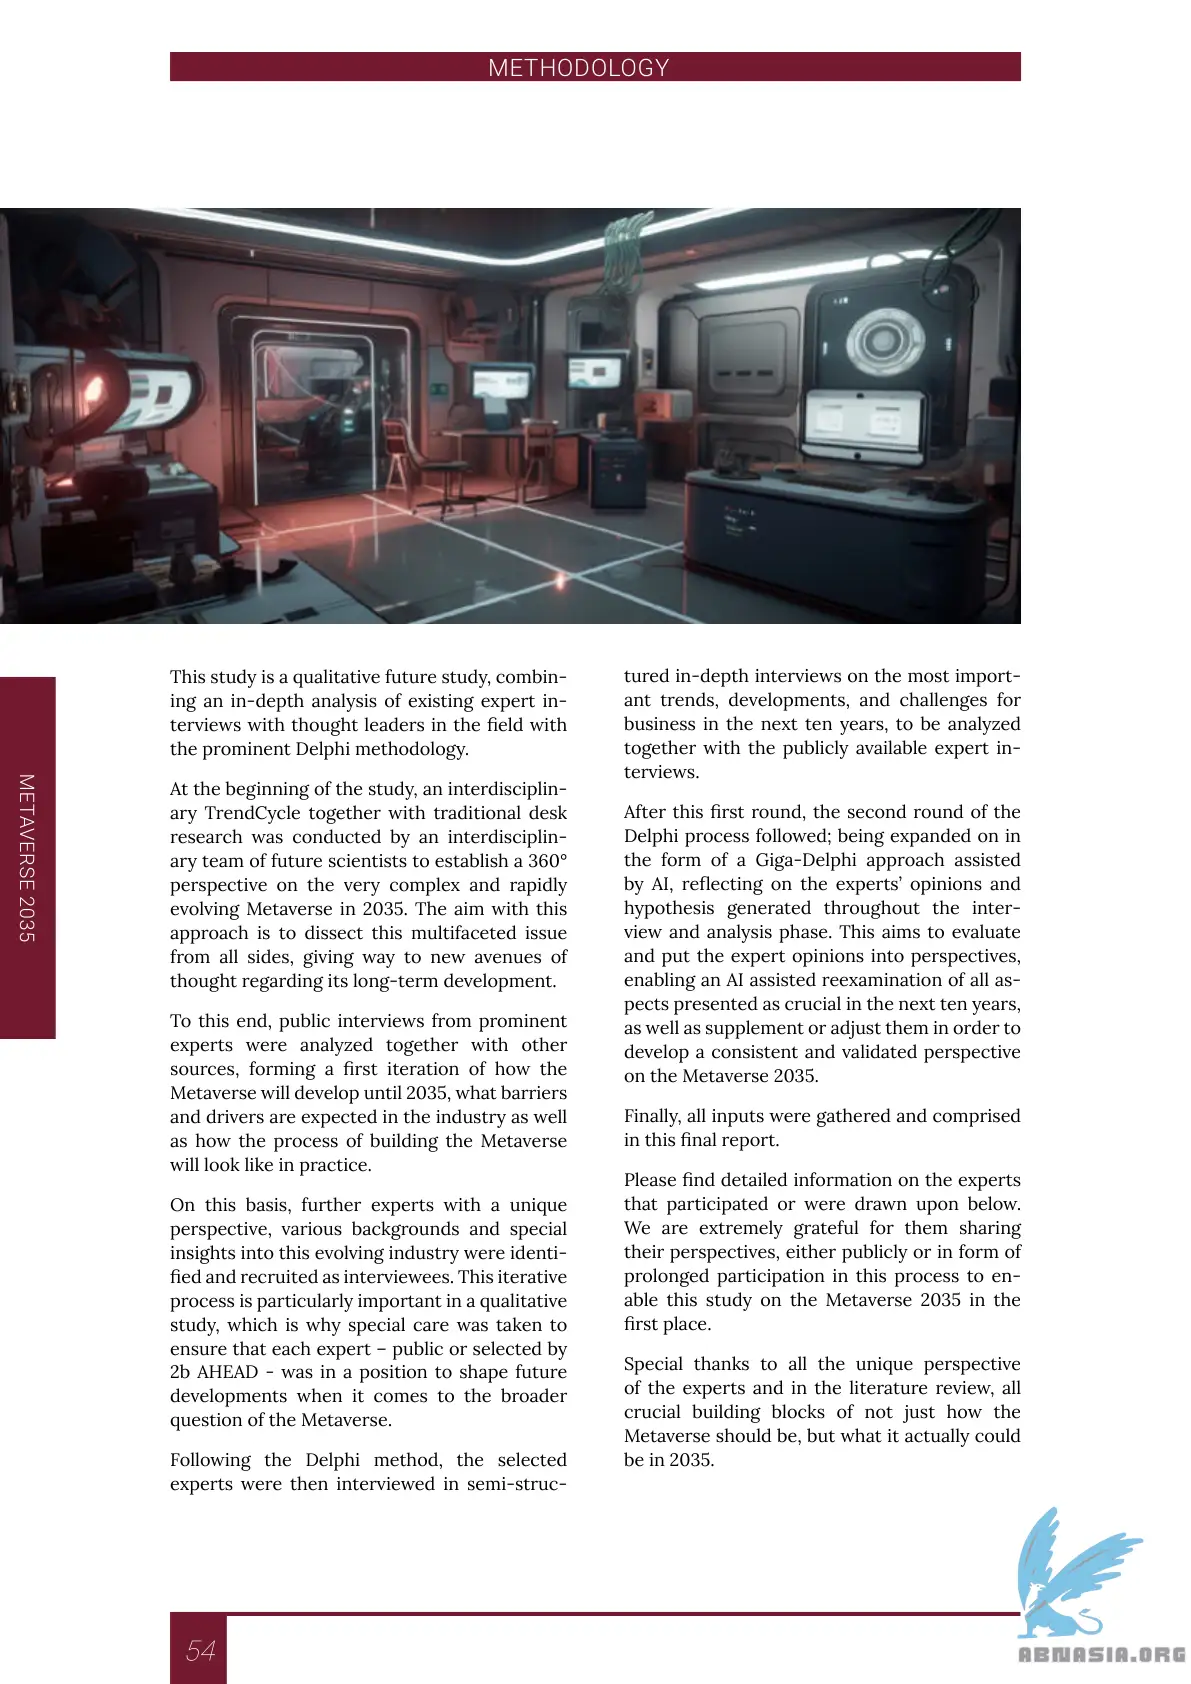 METHODOLOGY
METAVERSE 2035
This study is a qualitative future study, combin-
ing an in-depth analysis of existing expert in-
terviews with thought leaders in the field with
the prominent Delphi methodology.
At the beginning of the study, an interdisciplin-
ary TrendCycle together with traditional desk
research was conducted by an interdisciplin-
ary team of future scientists to establish a 360°
perspective on the very complex and rapidly
evolving Metaverse in 2035. The aim with this
approach is to dissect this multifaceted issue
from all sides, giving way to new avenues of
thought regarding its long-term development.
To this end, public interviews from prominent
experts were analyzed together with other
sources, forming a first iteration of how the
Metaverse will develop until 2035, what barriers
and drivers are expected in the industry as well
as how the process of building the Metaverse
will look like in practice.
On this basis, further experts with a unique
perspective, various backgrounds and special
insights into this evolving industry were identi-
fied and recruited as interviewees. This iterative
process is particularly important in a qualitative
study, which is why special care was taken to
ensure that each expert – public or selected by
2b AHEAD - was in a position to shape future
developments when it comes to the broader
question of the Metaverse.
Following the Delphi method, the selected
experts were then interviewed in semi-struc-
tured in-depth interviews on the most import-
ant trends, developments, and challenges for
business in the next ten years, to be analyzed
together with the publicly available expert in-
terviews.
After this first round, the second round of the
Delphi process followed; being expanded on in
the form of a Giga-Delphi approach assisted
by AI, reflecting on the experts’ opinions and
hypothesis generated throughout the inter-
view and analysis phase. This aims to evaluate
and put the expert opinions into perspectives,
enabling an AI assisted reexamination of all as-
pects presented as crucial in the next ten years,
as well as supplement or adjust them in order to
develop a consistent and validated perspective
on the Metaverse 2035.
Finally, all inputs were gathered and comprised
in this final report.
Please find detailed information on the experts
that participated or were drawn upon below.
We are extremely grateful for them sharing
their perspectives, either publicly or in form of
prolonged participation in this process to en-
able this study on the Metaverse 2035 in the
first place.
Special thanks to all the unique perspective
of the experts and in the literature review, all
crucial building blocks of not just how the
Metaverse should be, but what it actually could
be in 2035.
54
ABNASIA.ORG